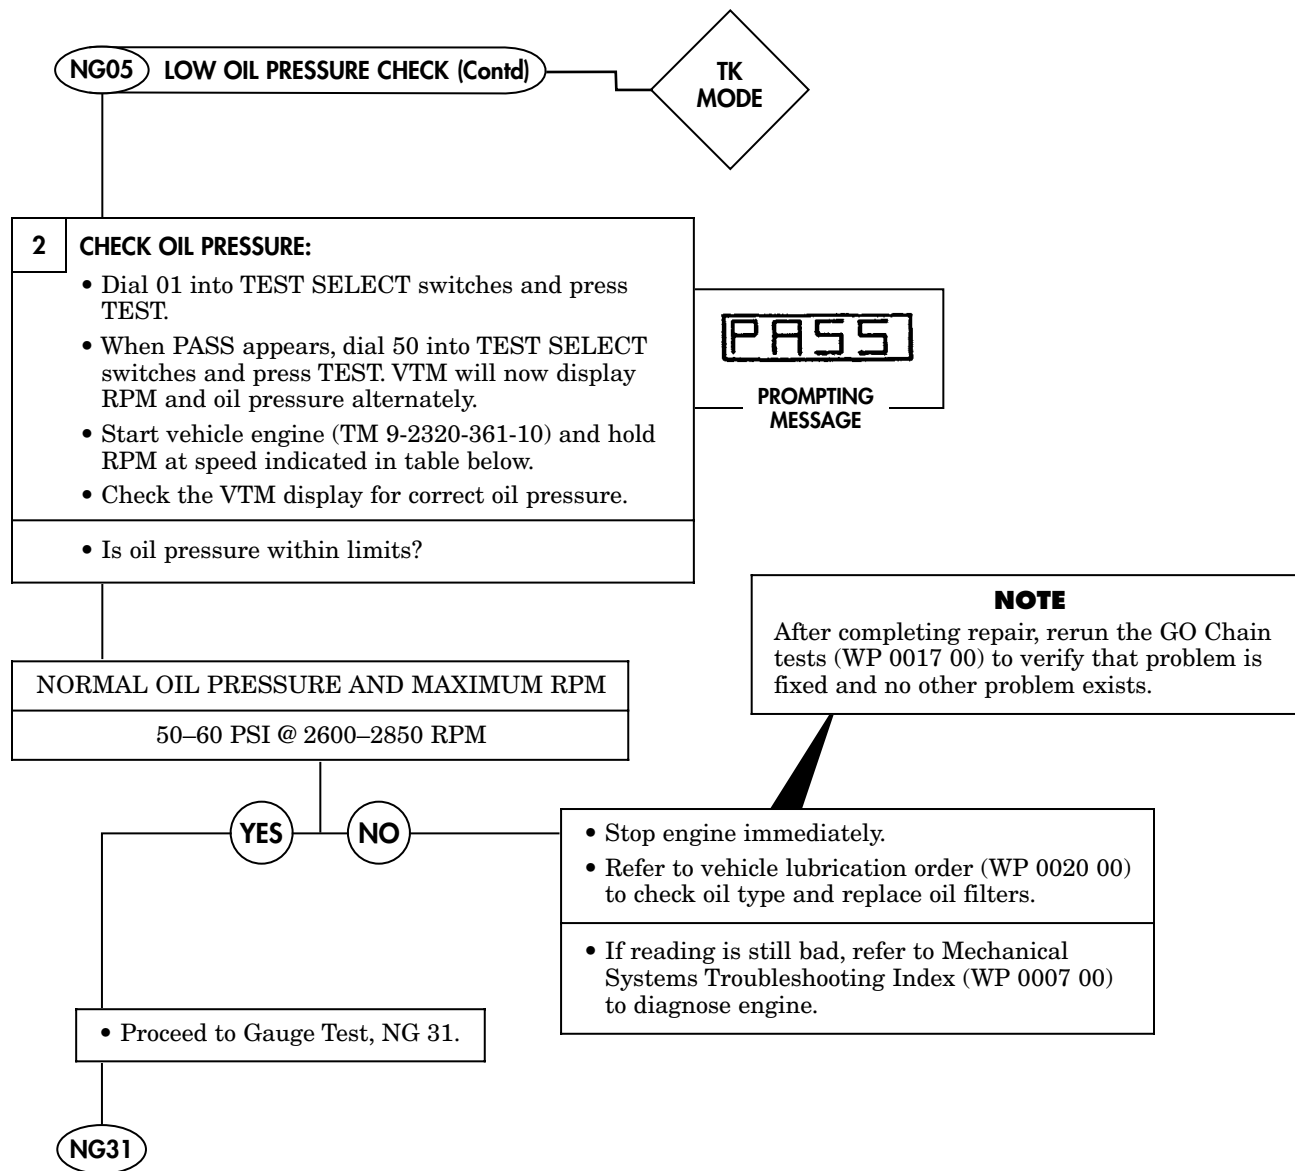 NG05 LOW OIL PRESSURE CHECK (Contd)
TK
MODE
2 CHECK OIL PRESSURE:
• Dial 01 into TEST SELECT switches and press
TEST.
• When PASS appears, dial 50 into TEST SELECT
switches and press TEST. VTM will now display
RPM and oil pressure alternately.
• Start vehicle engine (TM 9-2320-361-10) and hold
RPM at speed indicated in table below.
• Check the VTM display for correct oil pressure.
• Is oil pressure within limits?
PASS
PROMPTING
MESSAGE
NORMAL OIL PRESSURE AND MAXIMUM RPM
50–60 PSI @ 2600–2850 RPM
NOTE
After completing repair, rerun the GO Chain
tests (WP 0017 00) to verify that problem is
fixed and no other problem exists.
YES
NO
• Stop engine immediately.
• Refer to vehicle lubrication order (WP 0020 00)
to check oil type and replace oil filters.
• If reading is still bad, refer to Mechanical
Systems Troubleshooting Index (WP 0007 00)
to diagnose engine.
• Proceed to Gauge Test, NG 31.
NG31